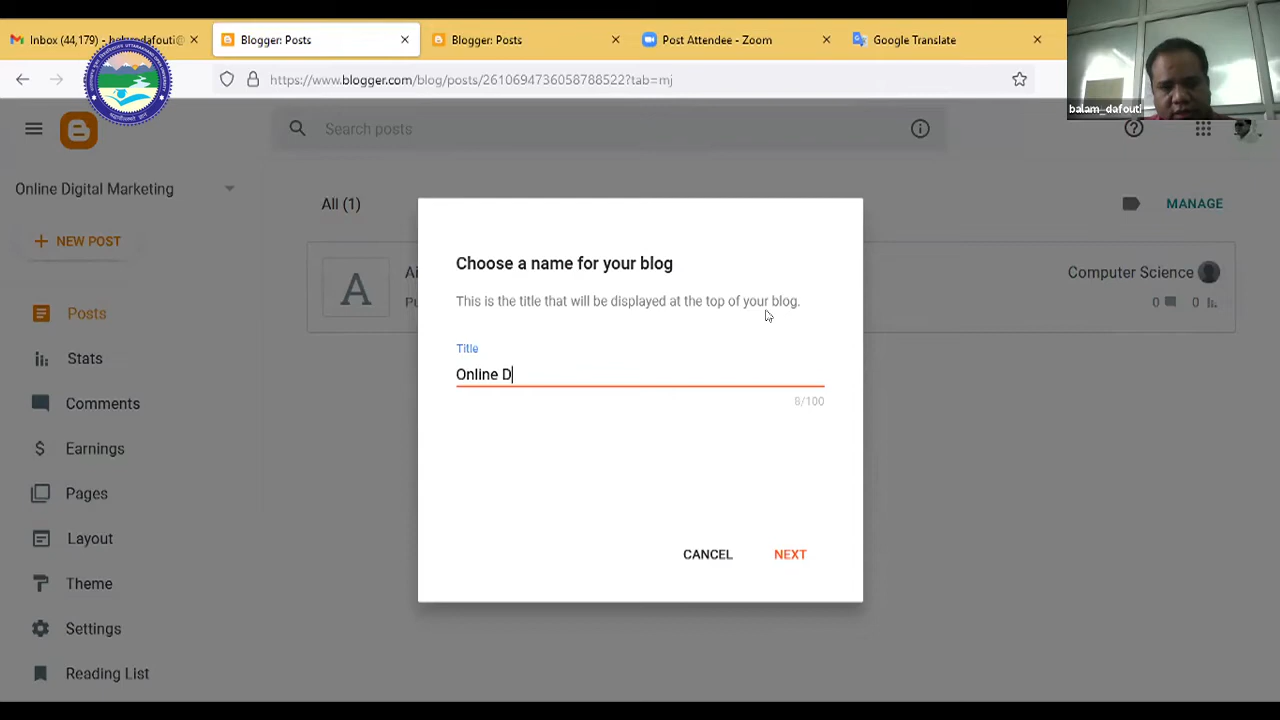 Inbox (44,179) - balamdafouti@
Blogger: Posts
Blogger: Posts
Post Attendee - Zoom
Google Translate
https://www.blogger.com/blog/posts/2610694736058788522?tab=mj
balam_dafouti
Search posts
Online Digital Marketing
All (1)
MANAGE
NEW POST
A
Ai
Computer Science
0
0
Choose a name for your blog
This is the title that will be displayed at the top of your blog.
Title
Online D
8/100
CANCEL
NEXT
Posts
Stats
Comments
Earnings
Pages
Layout
Theme
Settings
Reading List